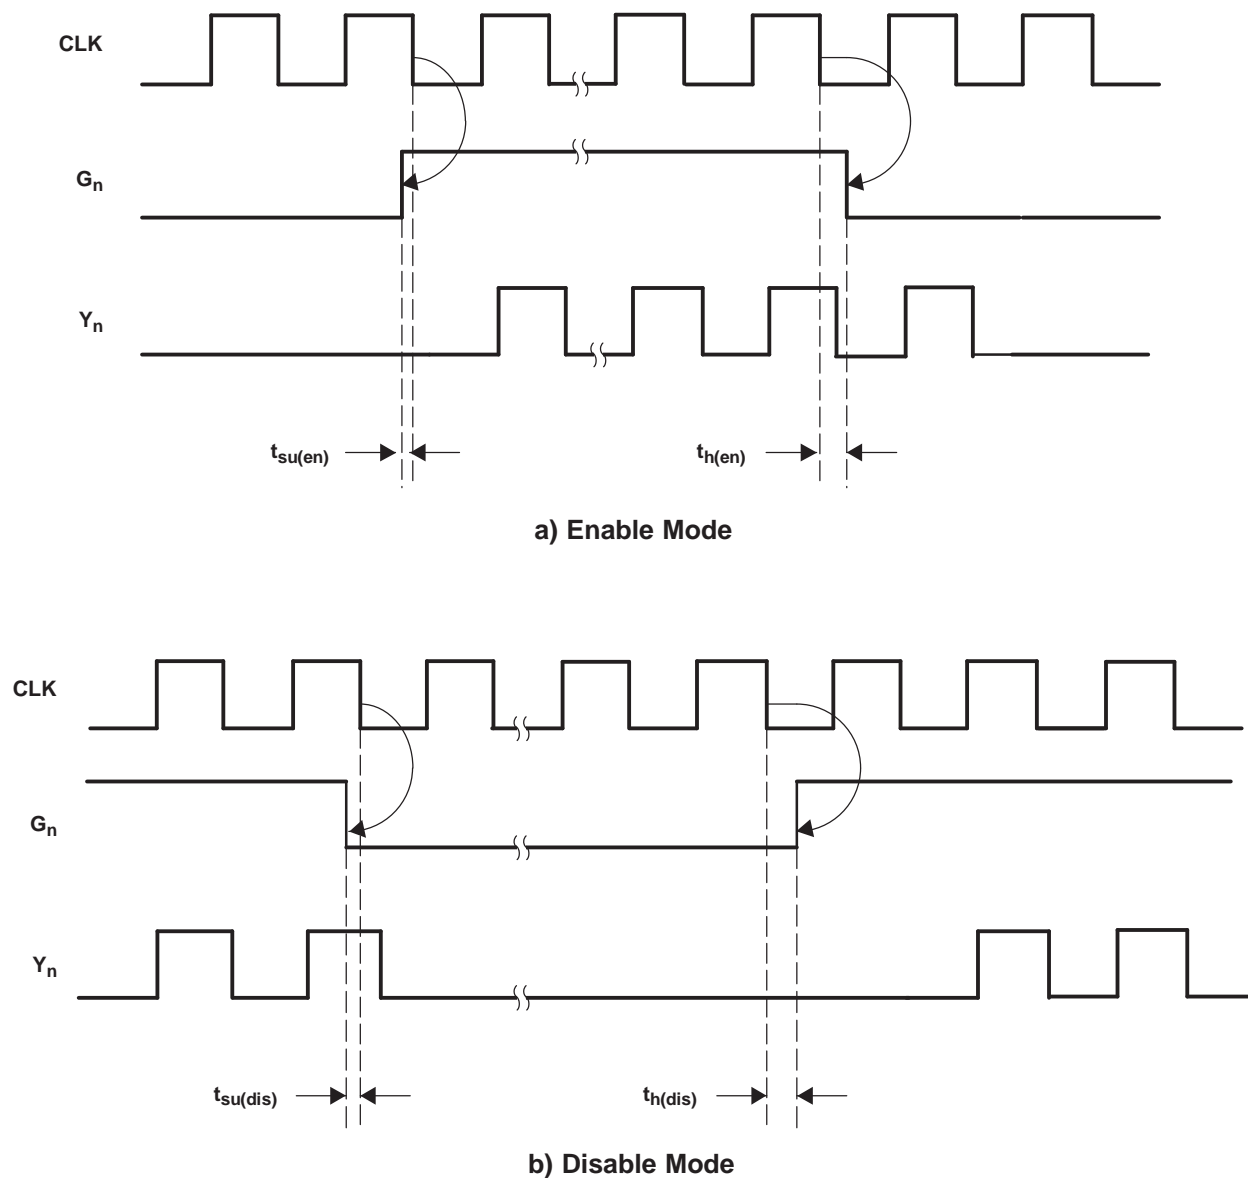 CLK
Gn
Yn
tsu(en)
th(en)
a) Enable Mode
CLK
Gn
Yn
tsu(dis)
th(dis)
b) Disable Mode